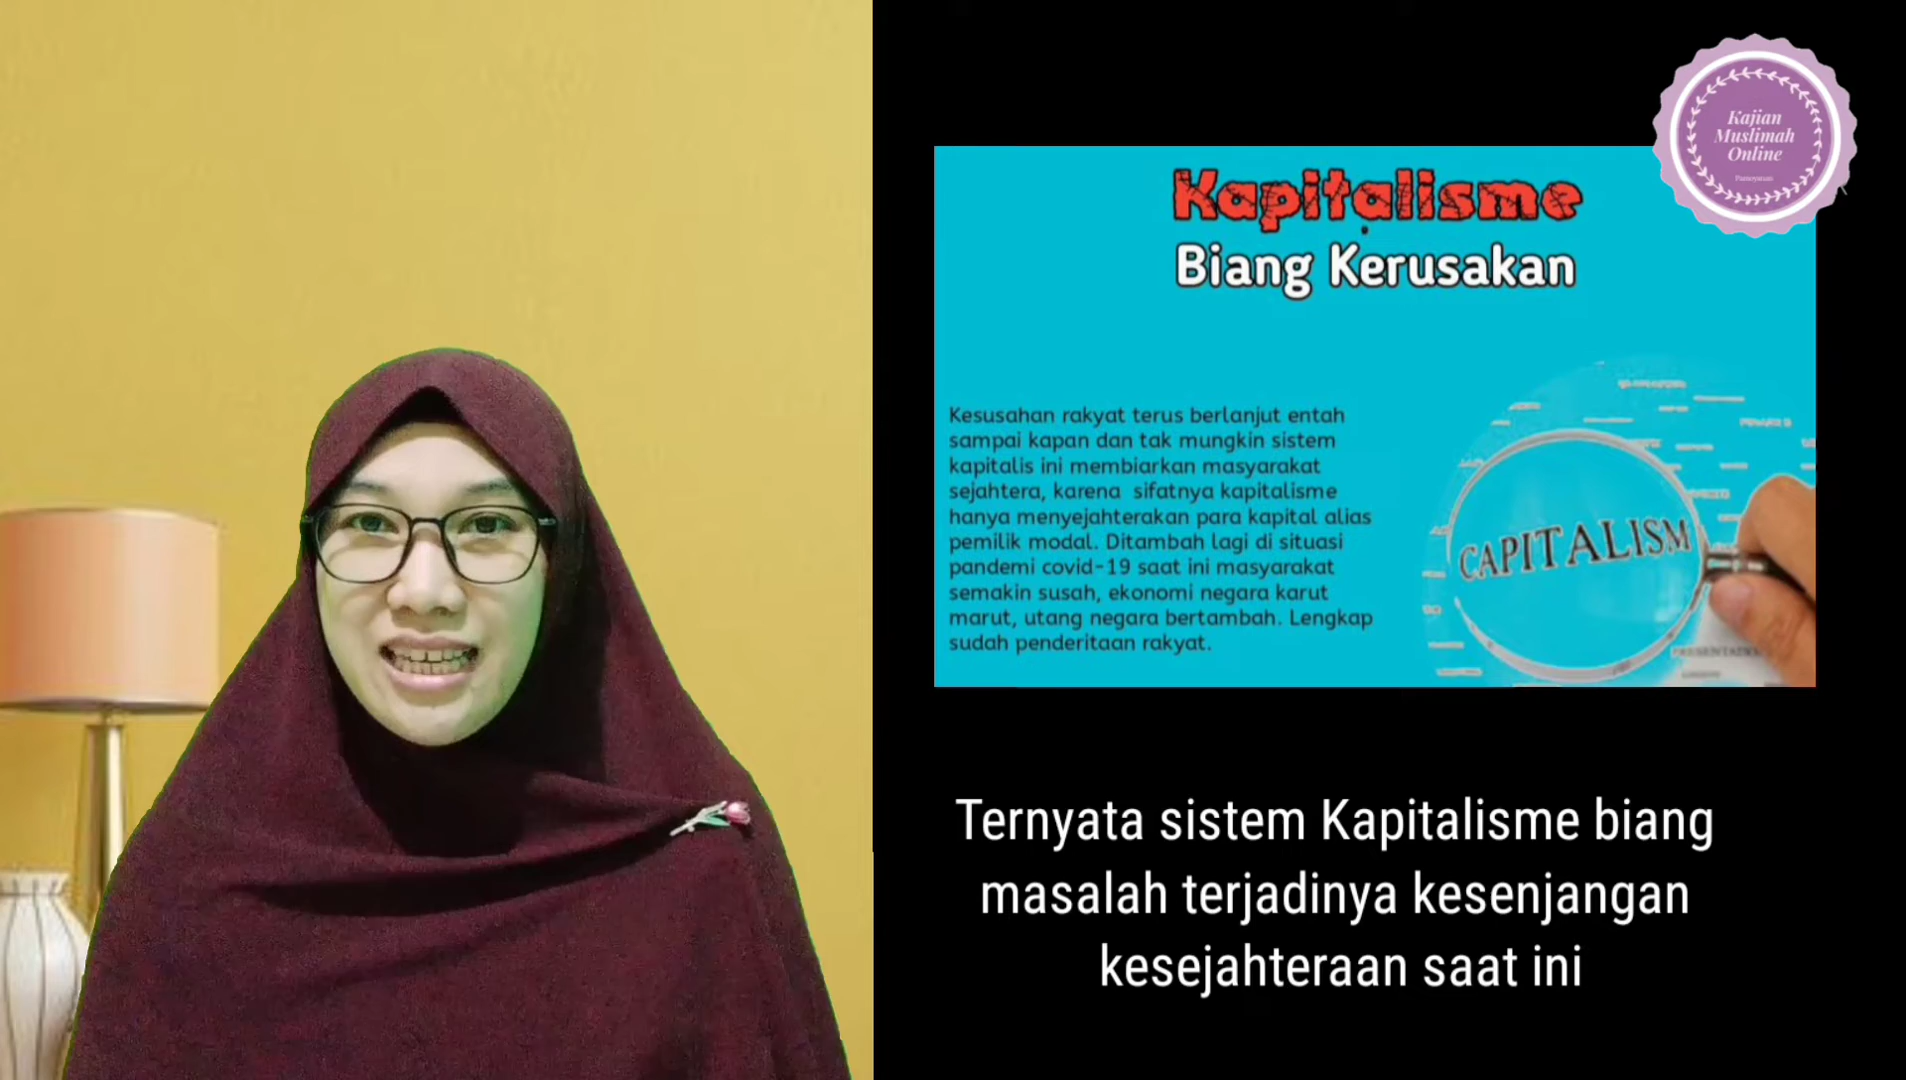 Kajian
Muslimah
Online
Kapitalisme
Biang Kerusakan
Kesusahan rakyat terus berlanjut entah
sampai kapan dan tak mungkin sistem
kapitalis ini membiarkan masyarakat
sejahtera, karena sifatnya kapitalisme
hanya menyejahterakan para kapital alias
pemilik modal. Ditambah lagi di situasi
pandemi covid-19 saat ini masyarakat
semakin susah, ekonomi negara karut
marut, utang negara bertambah. Lengkap
sudah penderitaan rakyat.
CAPITALISM
Ternyata sistem Kapitalisme biang
masalah terjadinya kesenjangan
kesejahteraan saat ini